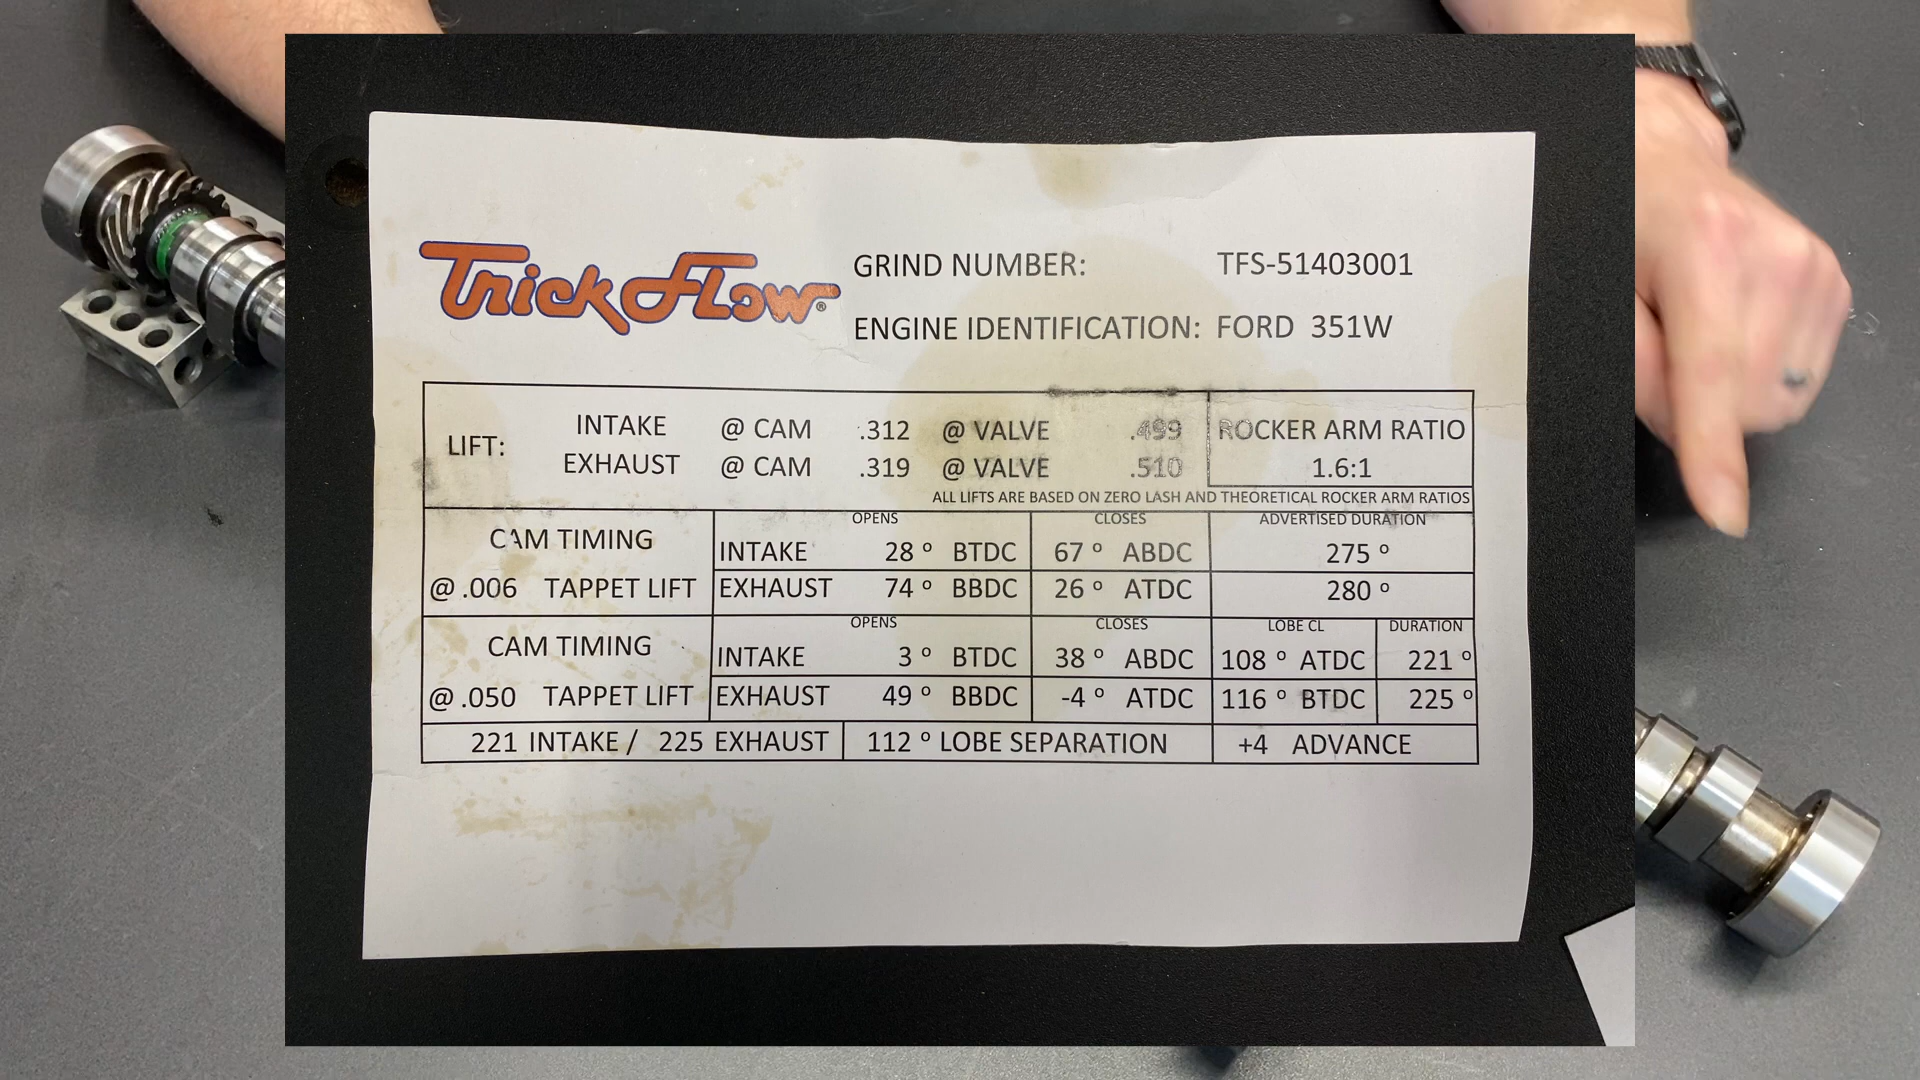 Trick Flow®
GRIND NUMBER: TFS-51403001
ENGINE IDENTIFICATION: FORD 351W
LIFT:
INTAKE @ CAM .312 @ VALVE .499
EXHAUST @ CAM .319 @ VALVE .510
ROCKER ARM RATIO
1.6:1
ALL LIFTS ARE BASED ON ZERO LASH AND THEORETICAL ROCKER ARM RATIOS
CAM TIMING
@ .006 TAPPET LIFT
OPENS CLOSES ADVERTISED DURATION
INTAKE 28 º BTDC 67 º ABDC 275 º
EXHAUST 74 º BBDC 26 º ATDC 280 º
CAM TIMING
@ .050 TAPPET LIFT
OPENS CLOSES LOBE CL DURATION
INTAKE 3 º BTDC 38 º ABDC 108 º ATDC 221 º
EXHAUST 49 º BBDC -4 º ATDC 116 º BTDC 225 º
221 INTAKE / 225 EXHAUST 112 º LOBE SEPARATION +4 ADVANCE